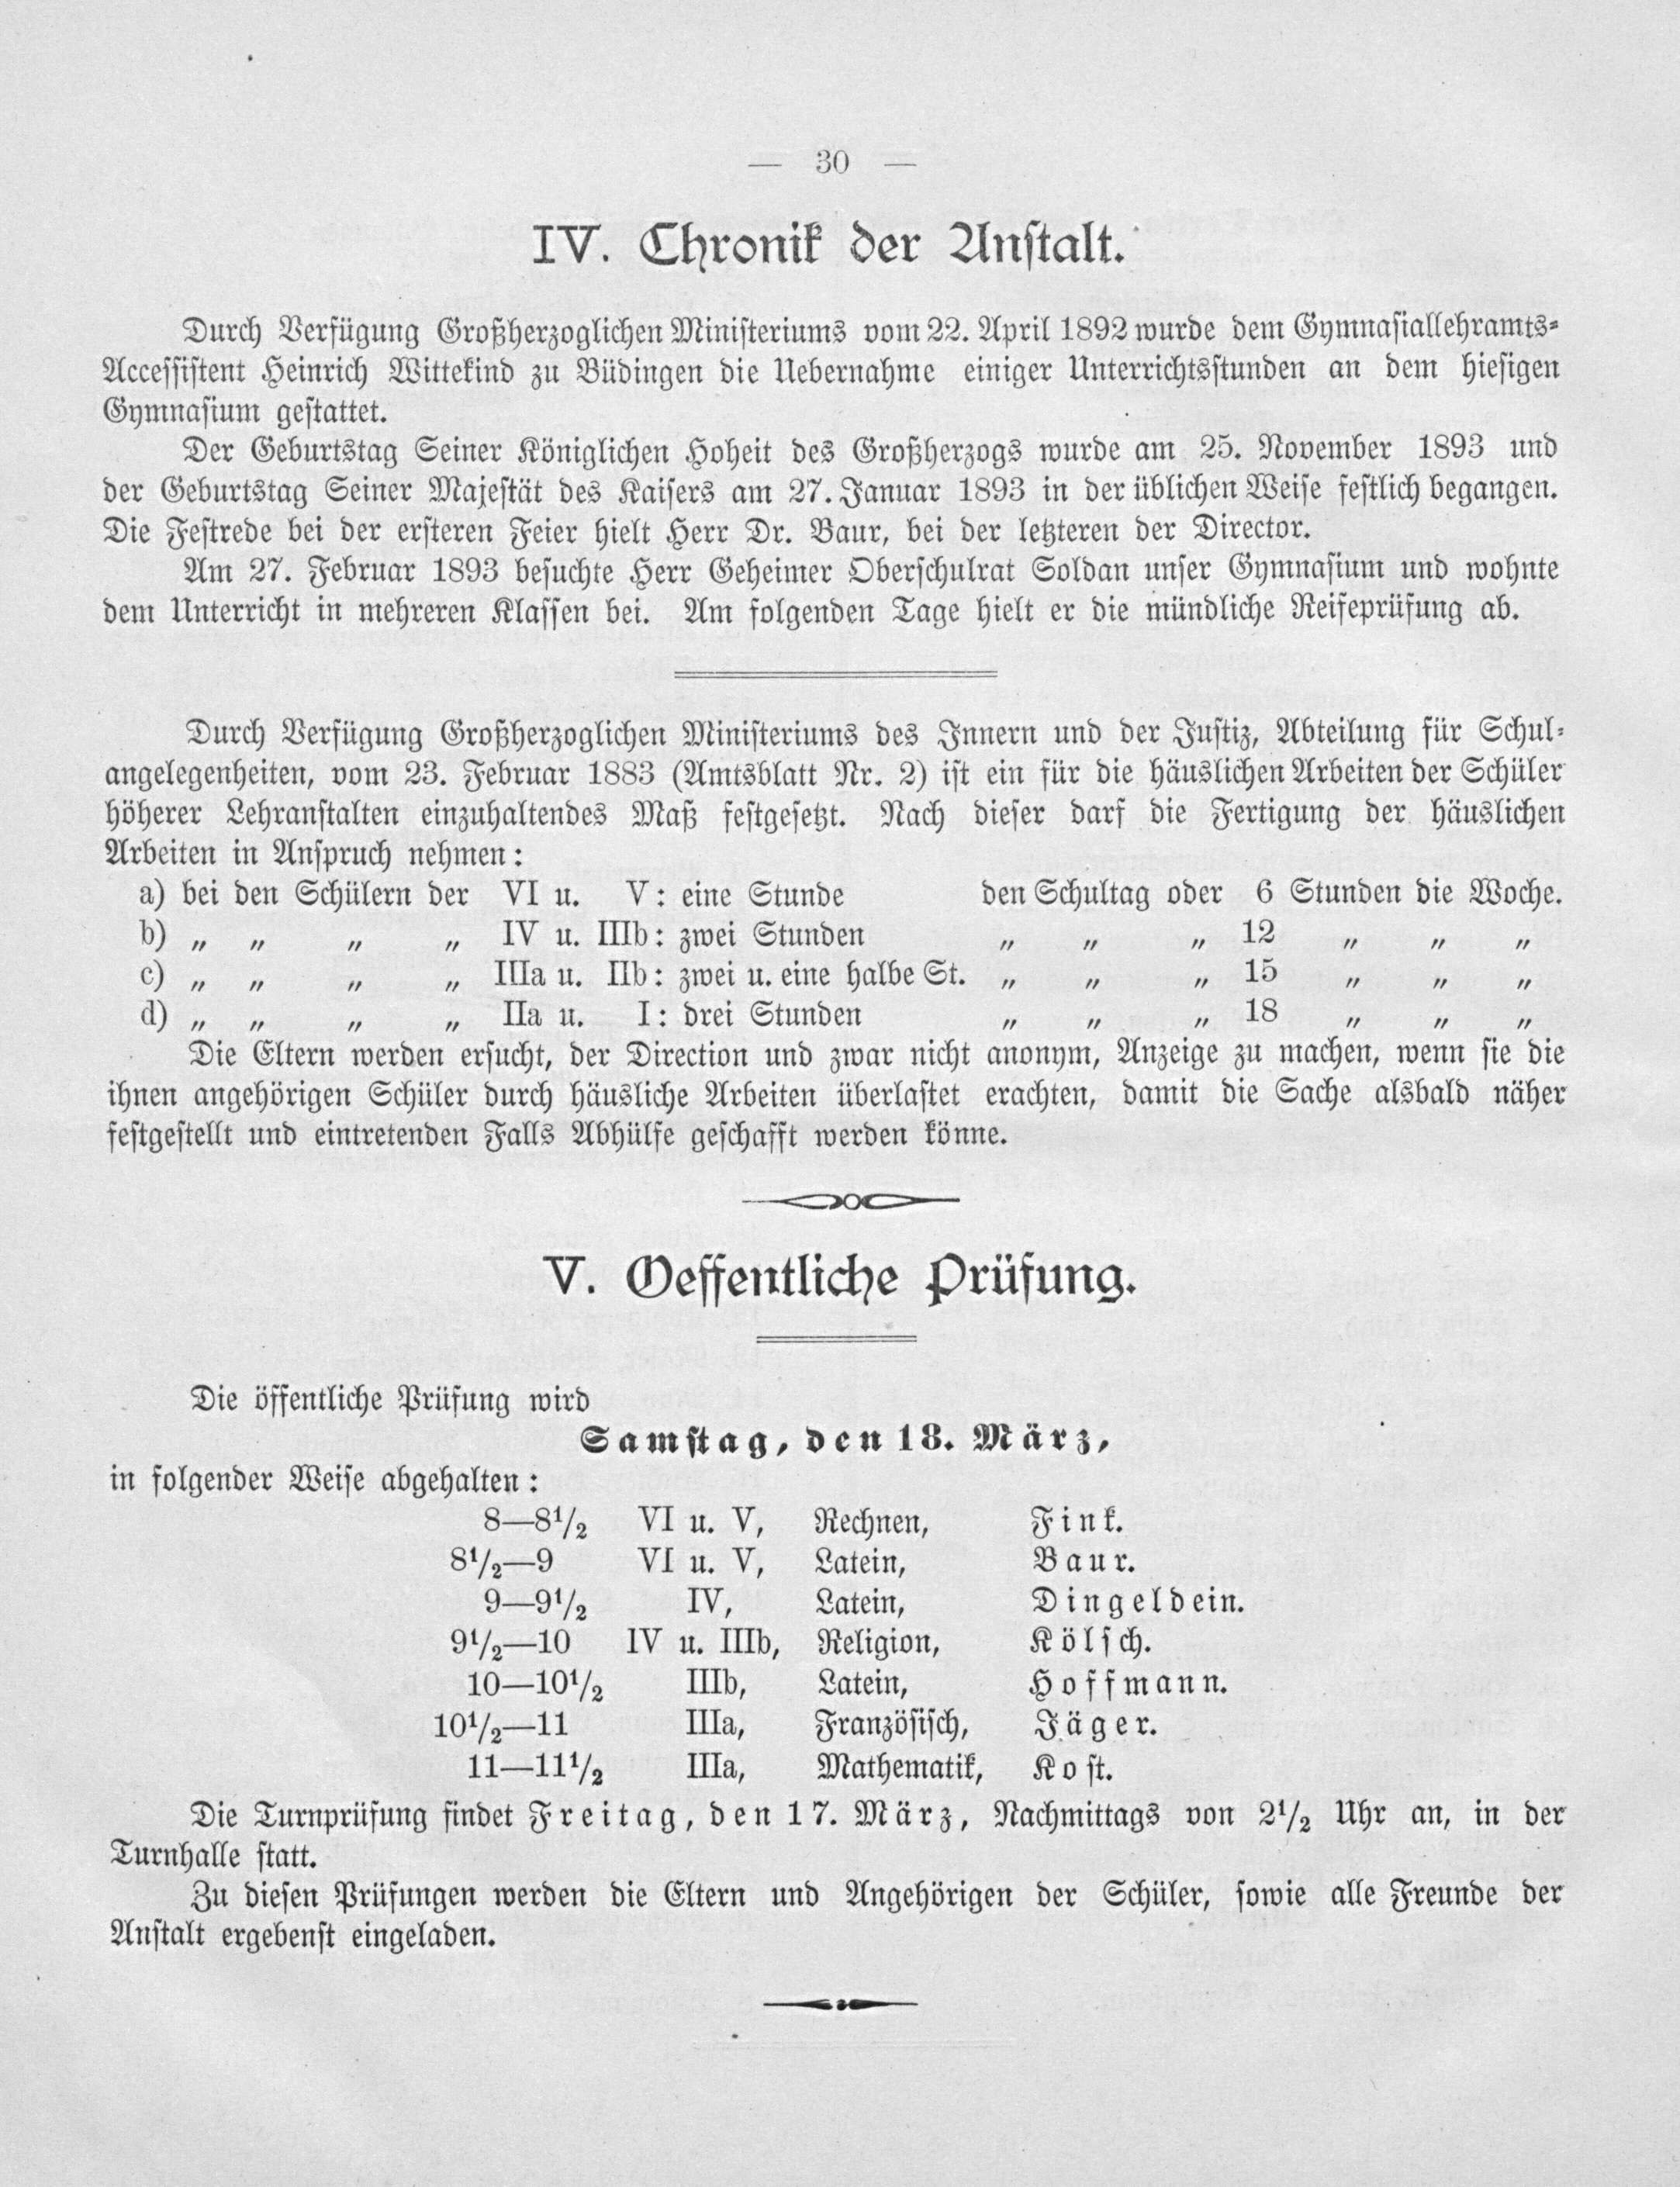 — 30 —
IV. Chronik der Anstalt.
Durch Verfügung Großherzoglichen Ministeriums vom 22. April 1892 wurde dem Gymnasiallehramts-
Accessistent Heinrich Wittekind zu Büdingen die Uebernahme einiger Unterrichtsstunden an dem hiesigen
Gymnasium gestattet.
Der Geburtstag Seiner Königlichen Hoheit des Großherzogs wurde am 25. November 1893 und
der Geburtstag Seiner Majestät des Kaisers am 27. Januar 1893 in der üblichen Weise festlich begangen.
Die Festrede bei der ersteren Feier hielt Herr Dr. Baur, bei der letzteren der Director.
Am 27. Februar 1893 besuchte Herr Geheimer Oberschulrat Soldan unser Gymnasium und wohnte
dem Unterricht in mehreren Klassen bei. Am folgenden Tage hielt er die mündliche Reifeprüfung ab.
Durch Verfügung Großherzoglichen Ministeriums des Innern und der Justiz, Abteilung für Schul-
angelegenheiten, vom 23. Februar 1883 (Amtsblatt Nr. 2) ist ein für die häuslichen Arbeiten der Schüler
höherer Lehranstalten einzuhaltendes Maß festgesetzt. Nach dieser darf die Fertigung der häuslichen
Arbeiten in Anspruch nehmen:
a) bei den Schülern der VI u. V: eine Stunde den Schultag oder 6 Stunden die Woche.
b) „ „ „ „ IV u. IIIb: zwei Stunden „ „ „ 12 „ „ „
c) „ „ „ „ IIIa u. IIb: zwei u. eine halbe St. „ „ „ 15 „ „ „
d) „ „ „ „ IIa u. I: drei Stunden „ „ „ 18 „ „ „
Die Eltern werden ersucht, der Direction und zwar nicht anonym, Anzeige zu machen, wenn sie die
ihnen angehörigen Schüler durch häusliche Arbeiten überlastet erachten, damit die Sache alsbald näher
festgestellt und eintretenden Falls Abhülfe geschafft werden könne.
V. Oeffentliche Prüfung.
Die öffentliche Prüfung wird
Samstag, den 18. März,
in folgender Weise abgehalten:
8—8½ VI u. V, Rechnen, Fink.
8½—9 VI u. V, Latein, Baur.
9—9½ IV, Latein, Dingeldein.
9½—10 IV u. IIIb, Religion, Kölsch.
10—10½ IIIb, Latein, Hoffmann.
10½—11 IIIa, Französisch, Jäger.
11—11½ IIIa, Mathematik, Kost.
Die Turnprüfung findet Freitag, den 17. März, Nachmittags von 2½ Uhr an, in der
Turnhalle statt.
Zu diesen Prüfungen werden die Eltern und Angehörigen der Schüler, sowie alle Freunde der
Anstalt ergebenst eingeladen.